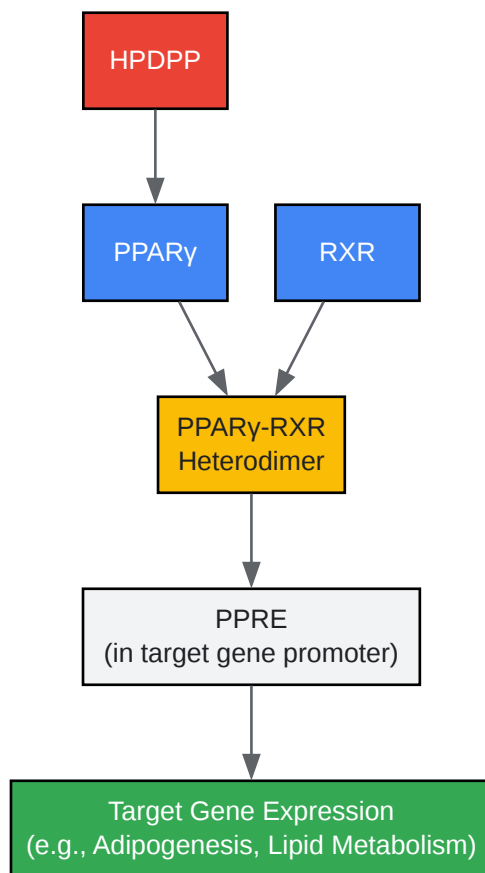 HPDPP
PPARγ
RXR
PPARγ-RXR
Heterodimer
PPRE
(in target gene promoter)
Target Gene Expression
(e.g., Adipogenesis, Lipid Metabolism)